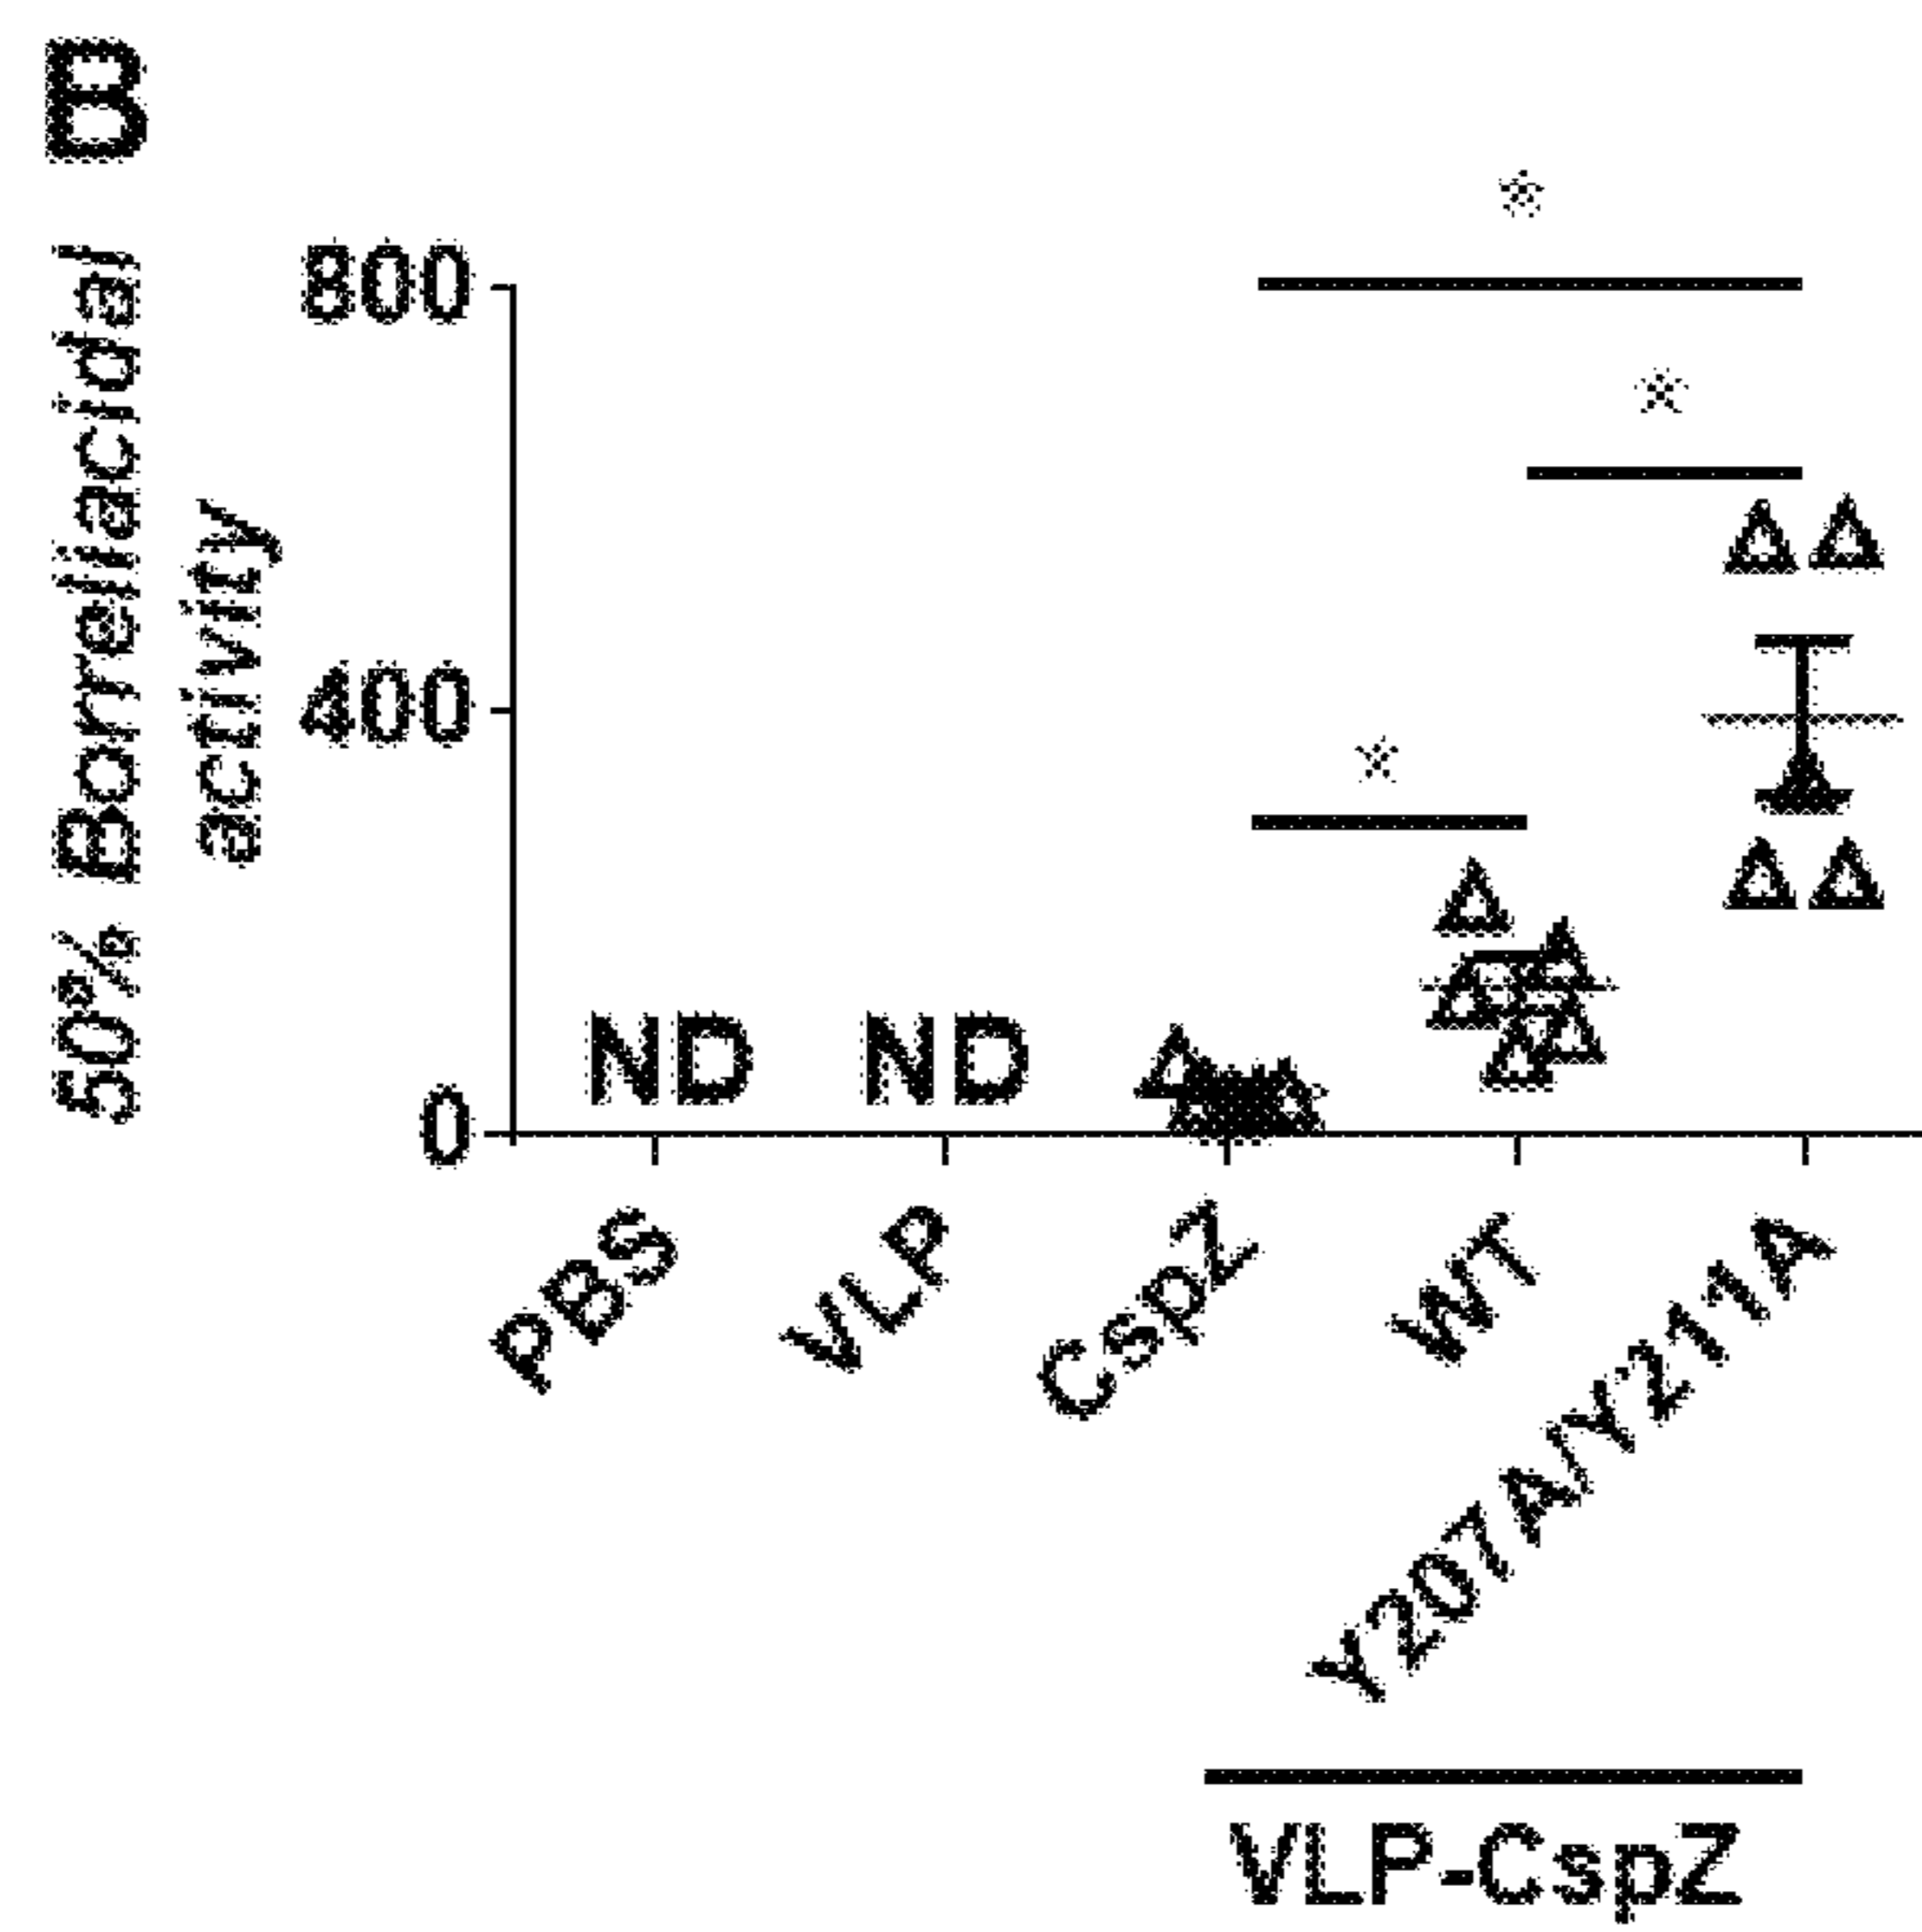 B
50% Borreliacidal
activity
800
400
0
*
*
*
ND ND
PBS VLP CspZ WT Y207A/Y211A
VLP-CspZ